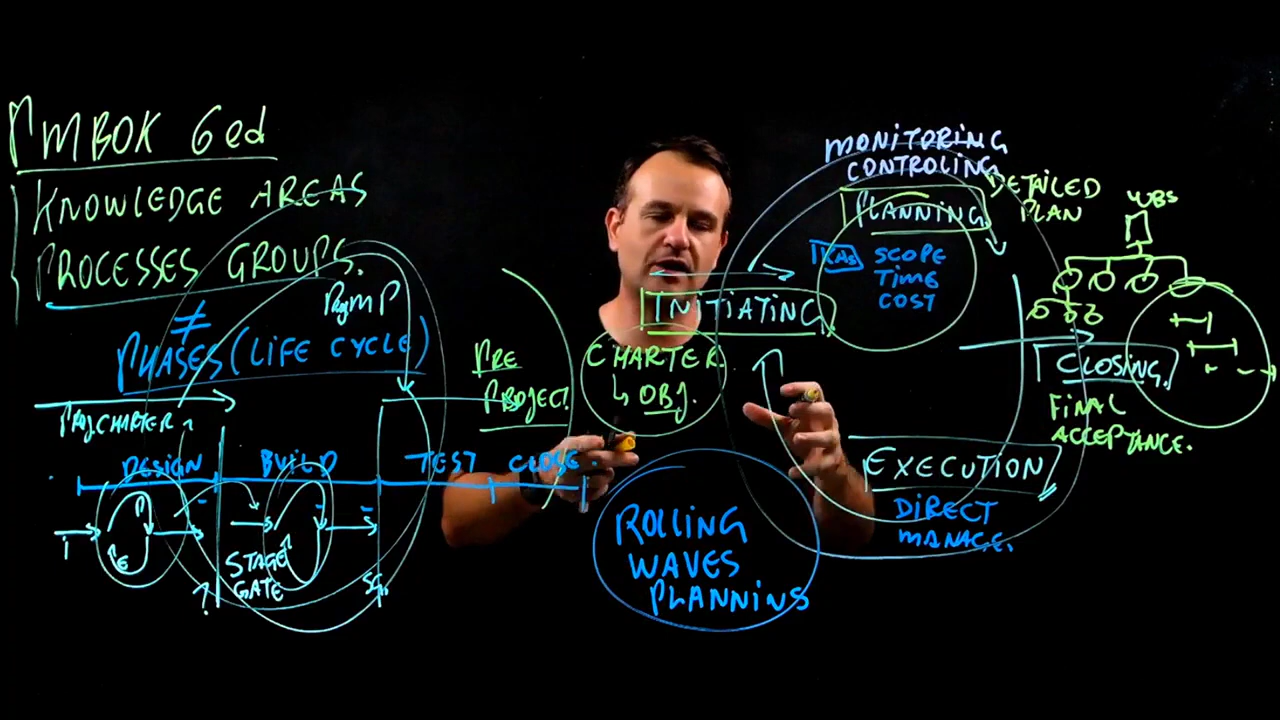 PMBOK 6ed
KNOWLEDGE AREAS
PROCESSES GROUPS.
≠
PHASES (LIFE CYCLE)
PROJ.CHARTER
DESIGN
BUILD
TEST
CLOSE.
STAGE
GATE
?
PRE
PROJECT
INITIATING
CHARTER
↳ OBJ.
ROLLING
WAVES
PLANNING
MONITORING
CONTROLING
PLANNING
SCOPE
TIME
COST
DETAILED
PLAN
WBS
CLOSING.
FINAL
ACCEPTANCE.
EXECUTION
DIRECT
MANAGE.